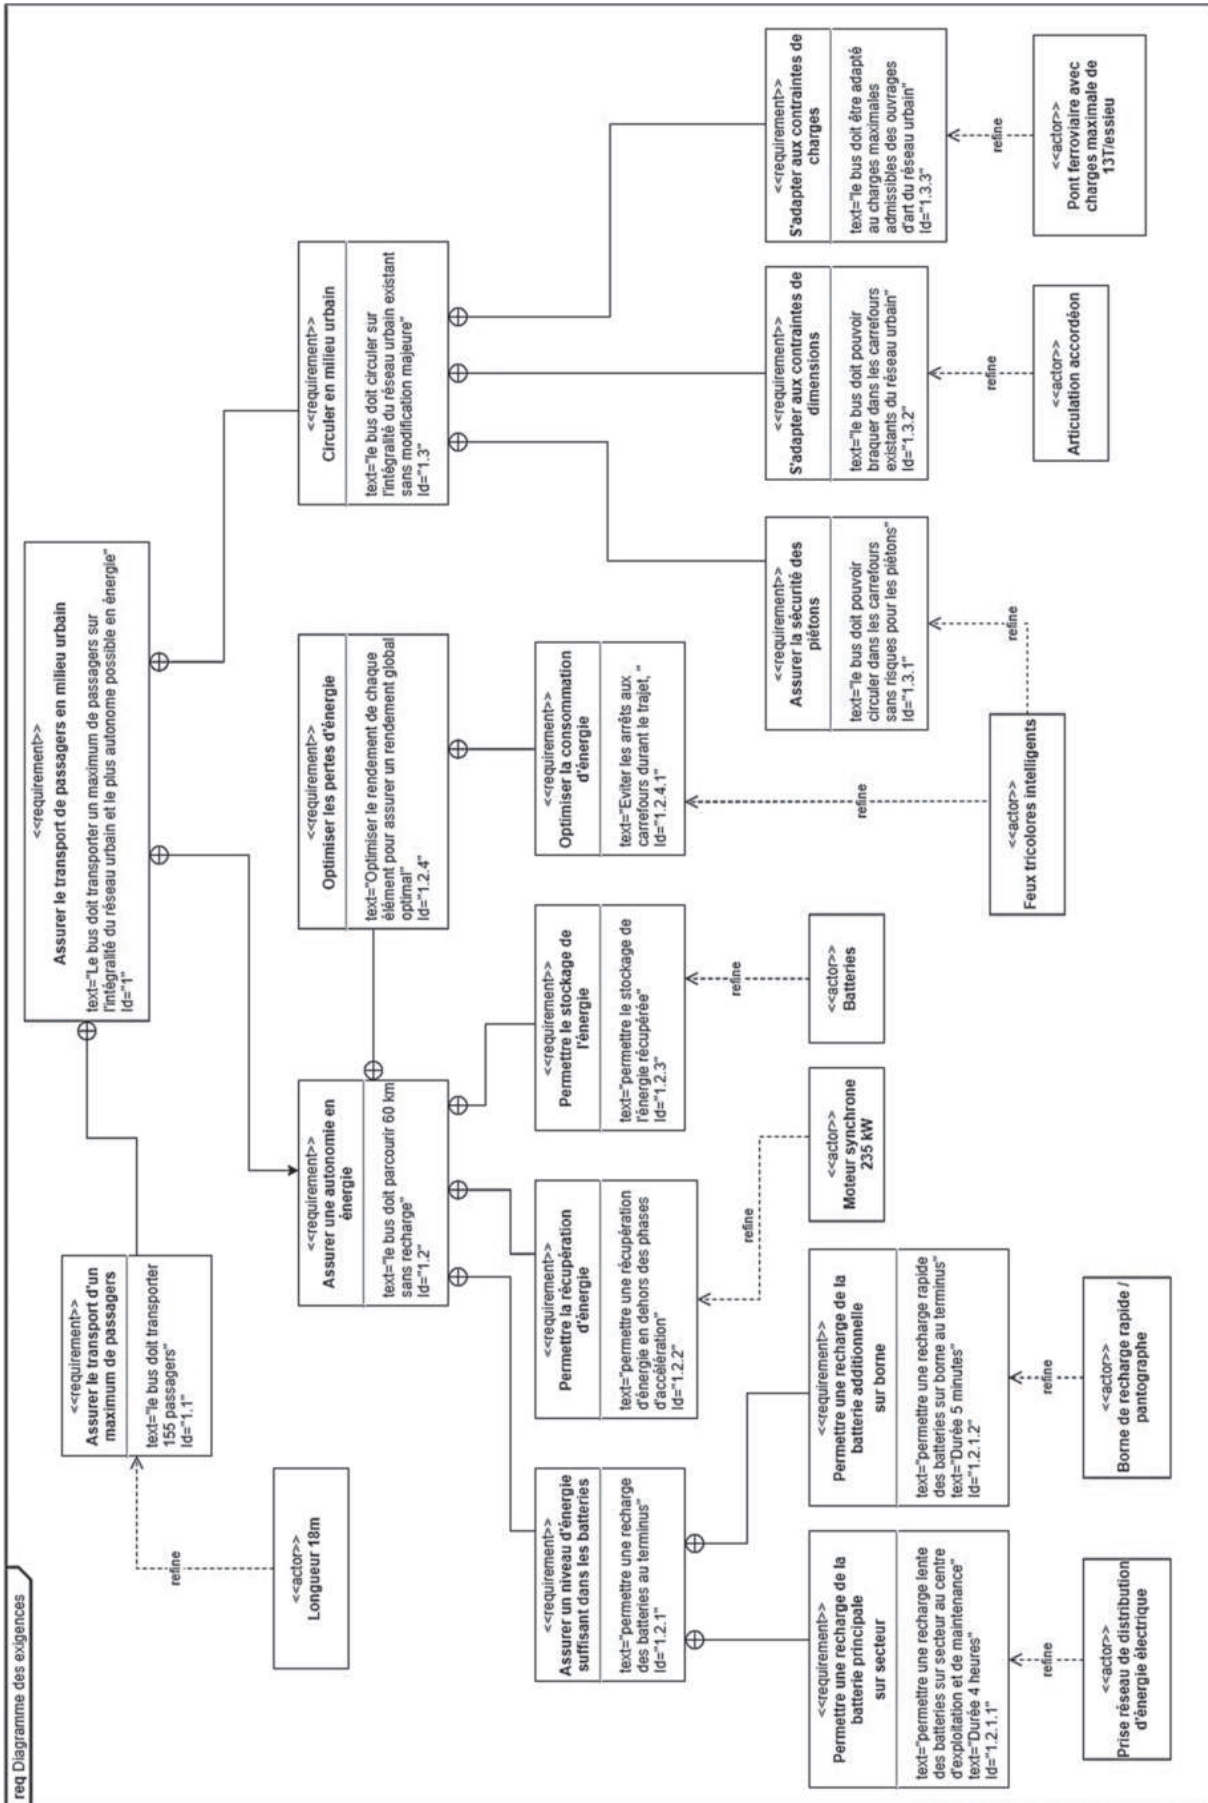 req Diagramme des exigences
<<requirement>>
Assurer le transport de passagers en milieu urbain
text="Le bus doit transporter un maximum de passagers sur
l'intégralité du réseau urbain et le plus autonome possible en énergie"
Id="1"
<<requirement>>
Assurer le transport d'un
maximum de passagers
text="le bus doit transporter
155 passagers"
Id="1.1"
refine
<<actor>>
Longueur 18m
<<requirement>>
Assurer une autonomie en
énergie
text="le bus doit parcourir 60 km
sans recharge"
Id="1.2"
<<requirement>>
Optimiser les pertes d'énergie
text="Optimiser le rendement de chaque
élément pour assurer un rendement global
optimal"
Id="1.2.4"
<<requirement>>
Circuler en milieu urbain
text="le bus doit circuler sur
l'intégralité du réseau urbain existant
sans modification majeure"
Id="1.3"
<<requirement>>
Assurer un niveau d'énergie
suffisant dans les batteries
text="permettre une recharge
des batteries au terminus"
Id="1.2.1"
<<requirement>>
Permettre la récupération
d'énergie
text="permettre une récupération
d'énergie en dehors des phases
d'accélération"
Id="1.2.2"
<<requirement>>
Permettre le stockage de
l'énergie
text="permettre le stockage de
l'énergie récupérée"
Id="1.2.3"
<<requirement>>
Optimiser la consommation
d'énergie
text="Eviter les arrêts aux
carrefours durant le trajet, "
Id="1.2.4.1"
<<requirement>>
Assurer la sécurité des
piétons
text="le bus doit pouvoir
circuler dans les carrefours
sans risques pour les piétons"
Id="1.3.1"
<<requirement>>
S'adapter aux contraintes de
dimensions
text="le bus doit pouvoir
braquer dans les carrefours
existants du réseau urbain"
Id="1.3.2"
<<requirement>>
S'adapter aux contraintes de
charges
text="le bus doit être adapté
au charges maximales
admissibles des ouvrages
d'art du réseau urbain"
Id="1.3.3"
<<requirement>>
Permettre une recharge de la
batterie principale
sur secteur
text="permettre une recharge lente
des batteries sur secteur au centre
d'exploitation et de maintenance"
text="Durée 4 heures"
Id="1.2.1.1"
<<requirement>>
Permettre une recharge de la
batterie additionnelle
sur borne
text="permettre une recharge rapide
des batteries sur borne au terminus"
text="Durée 5 minutes"
Id="1.2.1.2"
refine
<<actor>>
Moteur synchrone
235 kW
refine
<<actor>>
Batteries
refine
refine
<<actor>>
Feux tricolores intelligents
refine
<<actor>>
Articulation accordéon
refine
<<actor>>
Pont ferroviaire avec
charges maximale de
13T/essieu
refine
<<actor>>
Prise réseau de distribution
d'énergie électrique
refine
<<actor>>
Borne de recharge rapide /
pantographe